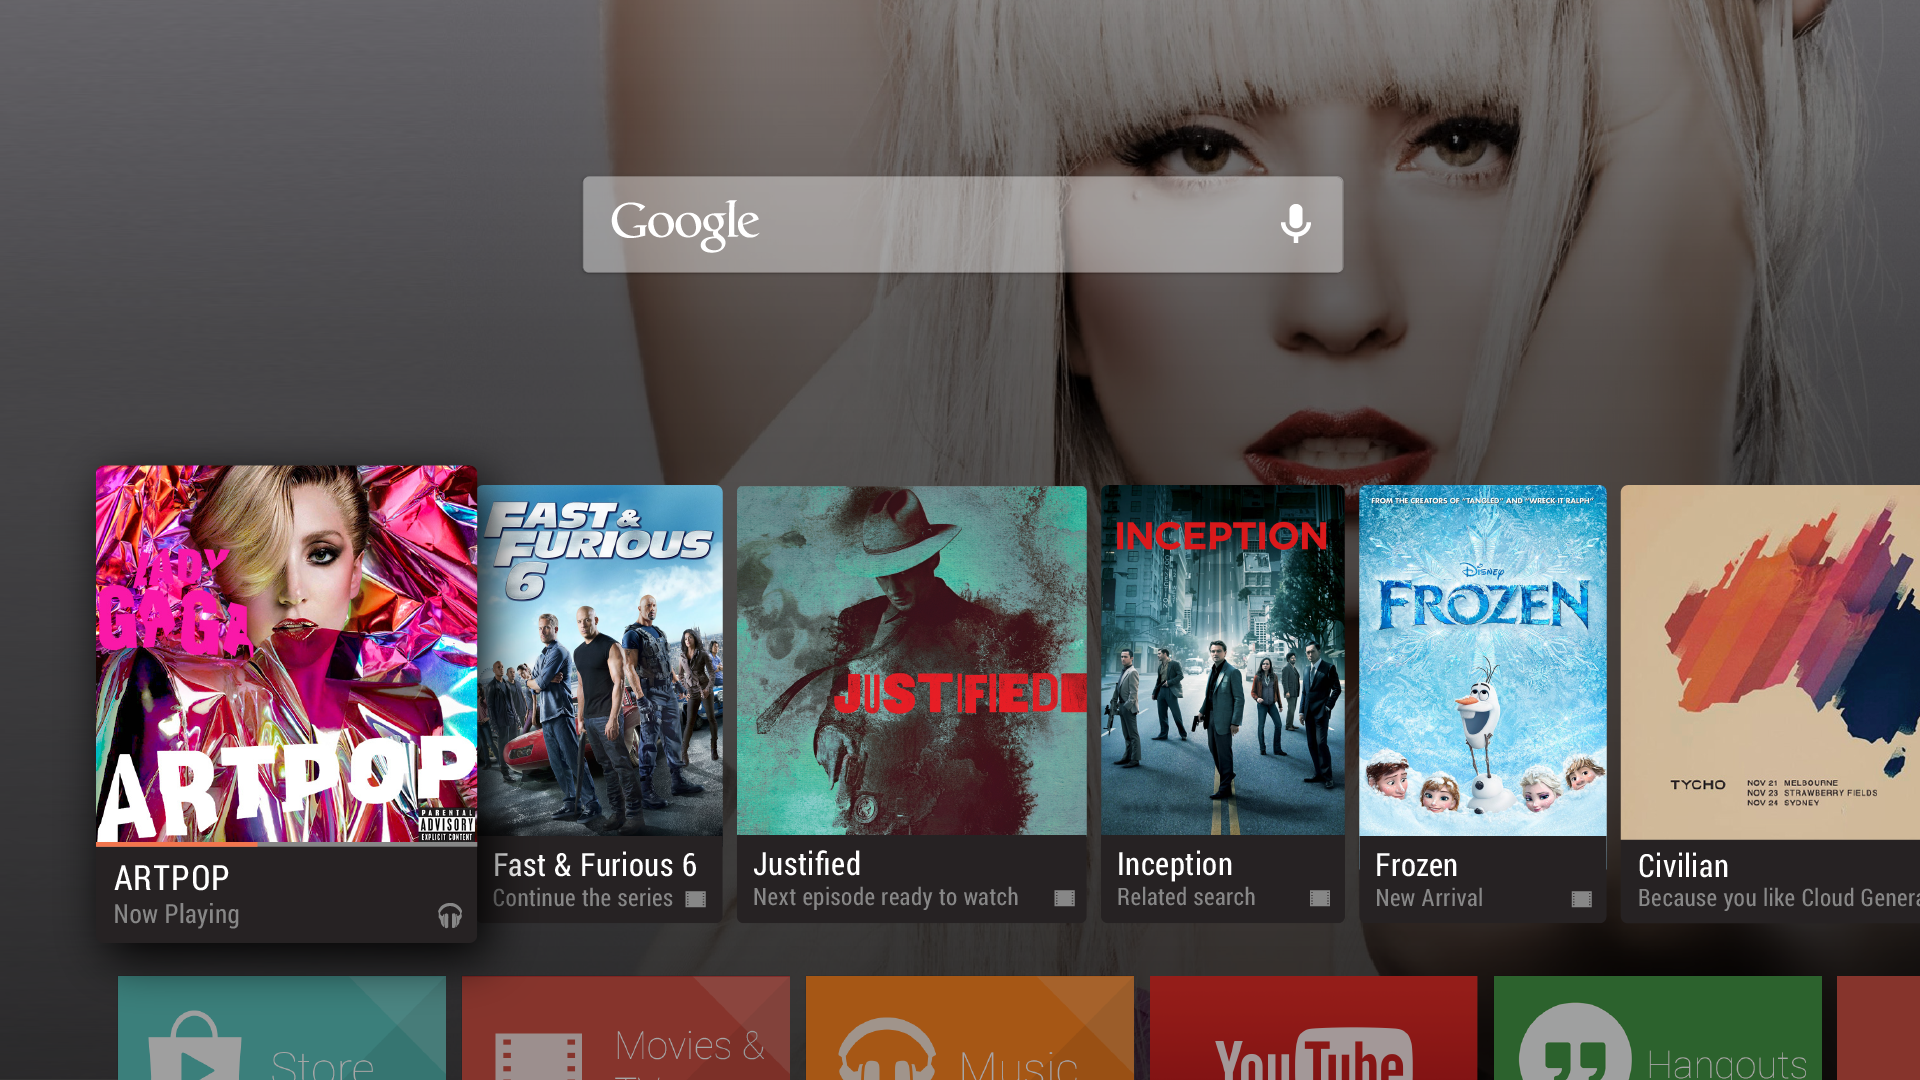 Google
LADY
GAGA
ARTPOP
PARENTAL
ADVISORY
EXPLICIT CONTENT
ARTPOP
Now Playing
FAST &
FURIOUS
6
Fast & Furious 6
Continue the series
JUSTIFIED
Justified
Next episode ready to watch
INCEPTION
Inception
Related search
"FROM THE CREATORS OF "TANGLED" AND "WRECK IT RALPH"
DISNEY
FROZEN
Frozen
New Arrival
TYCHO
NOV 21 MELBOURNE
NOV 23 STRAWBERRY FIELDS
NOV 24 SYDNEY
Civilian
Because you like Cloud Genera
Store
Movies &
Music
YouTube
Hangouts